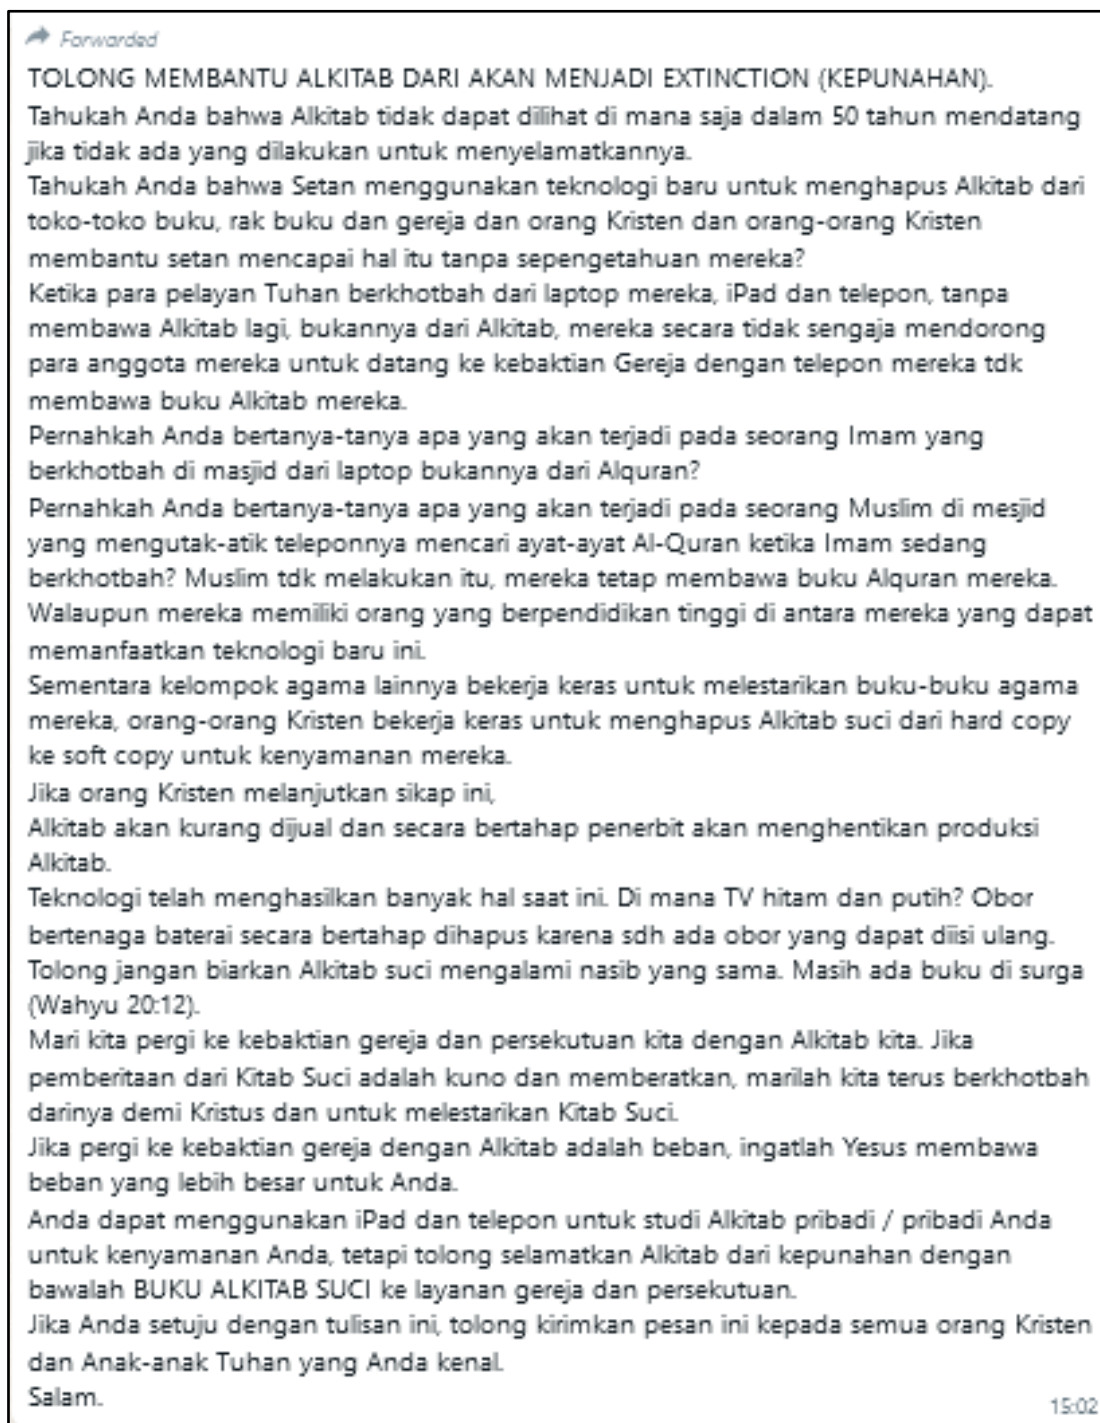 Forwarded
TOLONG MEMBANTU ALKITAB DARI AKAN MENJADI EXTINCTION (KEPUNAHAN).
Tahukah Anda bahwa Alkitab tidak dapat dilihat di mana saja dalam 50 tahun mendatang
jika tidak ada yang dilakukan untuk menyelamatkannya.
Tahukah Anda bahwa Setan menggunakan teknologi baru untuk menghapus Alkitab dari
toko-toko buku, rak buku dan gereja dan orang Kristen dan orang-orang Kristen
membantu setan mencapai hal itu tanpa sepengetahuan mereka?
Ketika para pelayan Tuhan berkhotbah dari laptop mereka, iPad dan telepon, tanpa
membawa Alkitab lagi, bukannya dari Alkitab, mereka secara tidak sengaja mendorong
para anggota mereka untuk datang ke kebaktian Gereja dengan telepon mereka tdk
membawa buku Alkitab mereka.
Pernahkah Anda bertanya-tanya apa yang akan terjadi pada seorang Imam yang
berkhotbah di masjid dari laptop bukannya dari Alquran?
Pernahkah Anda bertanya-tanya apa yang akan terjadi pada seorang Muslim di mesjid
yang mengutak-atik teleponnya mencari ayat-ayat Al-Quran ketika Imam sedang
berkhotbah? Muslim tdk melakukan itu, mereka tetap membawa buku Alquran mereka.
Walaupun mereka memiliki orang yang berpendidikan tinggi di antara mereka yang dapat
memanfaatkan teknologi baru ini.
Sementara kelompok agama lainnya bekerja keras untuk melestarikan buku-buku agama
mereka, orang-orang Kristen bekerja keras untuk menghapus Alkitab suci dari hard copy
ke soft copy untuk kenyamanan mereka.
Jika orang Kristen melanjutkan sikap ini,
Alkitab akan kurang dijual dan secara bertahap penerbit akan menghentikan produksi
Alkitab.
Teknologi telah menghasilkan banyak hal saat ini. Di mana TV hitam dan putih? Obor
bertenaga baterai secara bertahap dihapus karena sdh ada obor yang dapat diisi ulang.
Tolong jangan biarkan Alkitab suci mengalami nasib yang sama. Masih ada buku di surga
(Wahyu 20:12).
Mari kita pergi ke kebaktian gereja dan persekutuan kita dengan Alkitab kita. Jika
pemberitaan dari Kitab Suci adalah kuno dan memberatkan, marilah kita terus berkhotbah
darinya demi Kristus dan untuk melestarikan Kitab Suci.
Jika pergi ke kebaktian gereja dengan Alkitab adalah beban, ingatlah Yesus membawa
beban yang lebih besar untuk Anda.
Anda dapat menggunakan iPad dan telepon untuk studi Alkitab pribadi / pribadi Anda
untuk kenyamanan Anda, tetapi tolong selamatkan Alkitab dari kepunahan dengan
bawalah BUKU ALKITAB SUCI ke layanan gereja dan persekutuan.
Jika Anda setuju dengan tulisan ini, tolong kirimkan pesan ini kepada semua orang Kristen
dan Anak-anak Tuhan yang Anda kenal.
Salam.
15:02